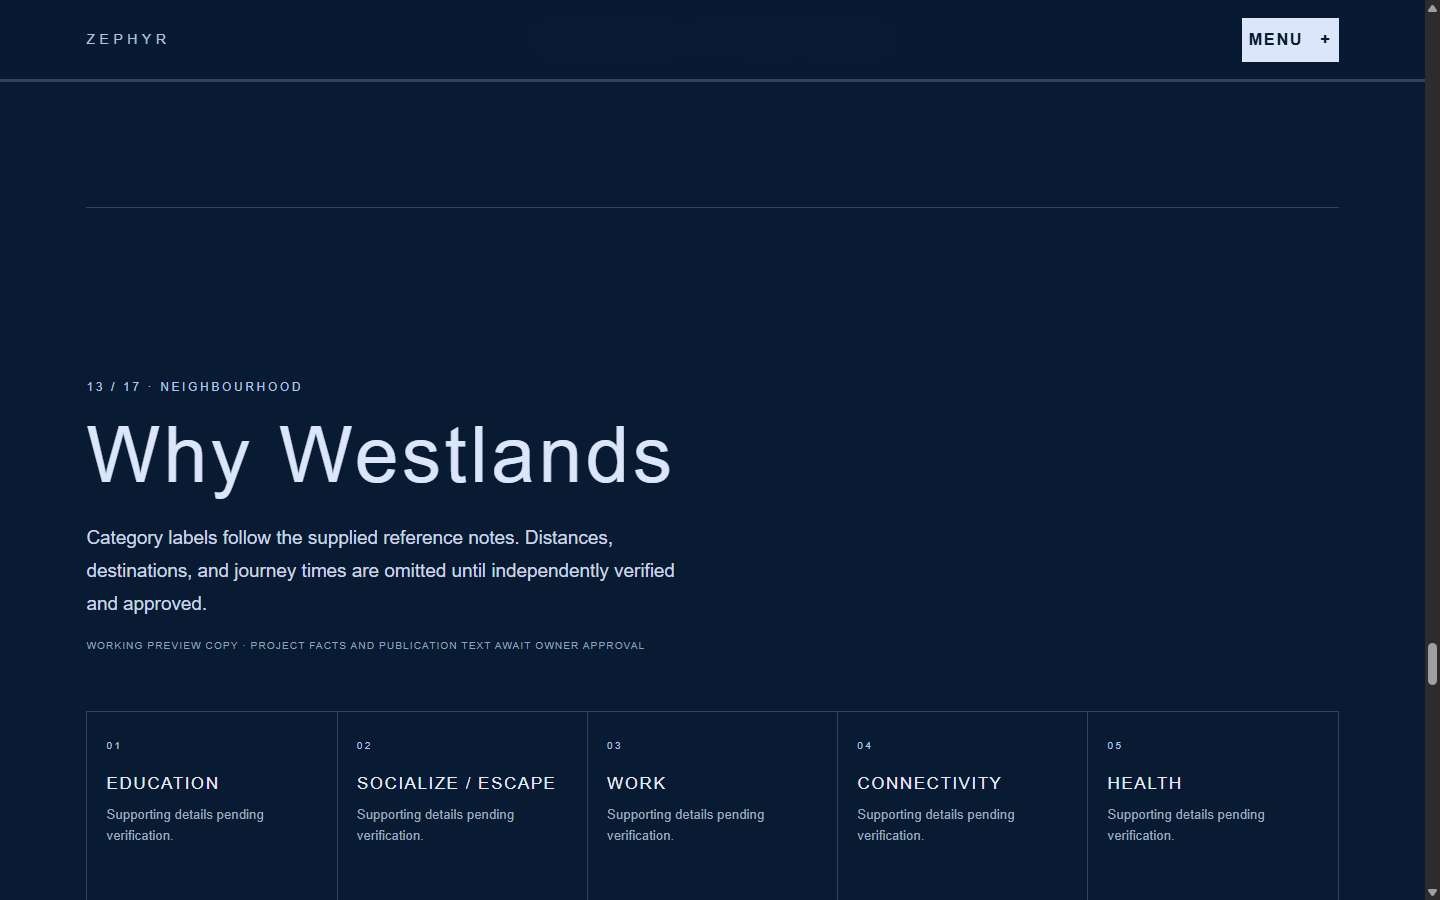 ZEPHYR
MENU +
13 / 17 · NEIGHBOURHOOD
Why Westlands
Category labels follow the supplied reference notes. Distances,
destinations, and journey times are omitted until independently verified
and approved.
WORKING PREVIEW COPY · PROJECT FACTS AND PUBLICATION TEXT AWAIT OWNER APPROVAL
01
EDUCATION
Supporting details pending
verification.
02
SOCIALIZE / ESCAPE
Supporting details pending
verification.
03
WORK
Supporting details pending
verification.
04
CONNECTIVITY
Supporting details pending
verification.
05
HEALTH
Supporting details pending
verification.